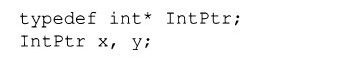 typedef int* IntPtr;
IntPtr x, y;